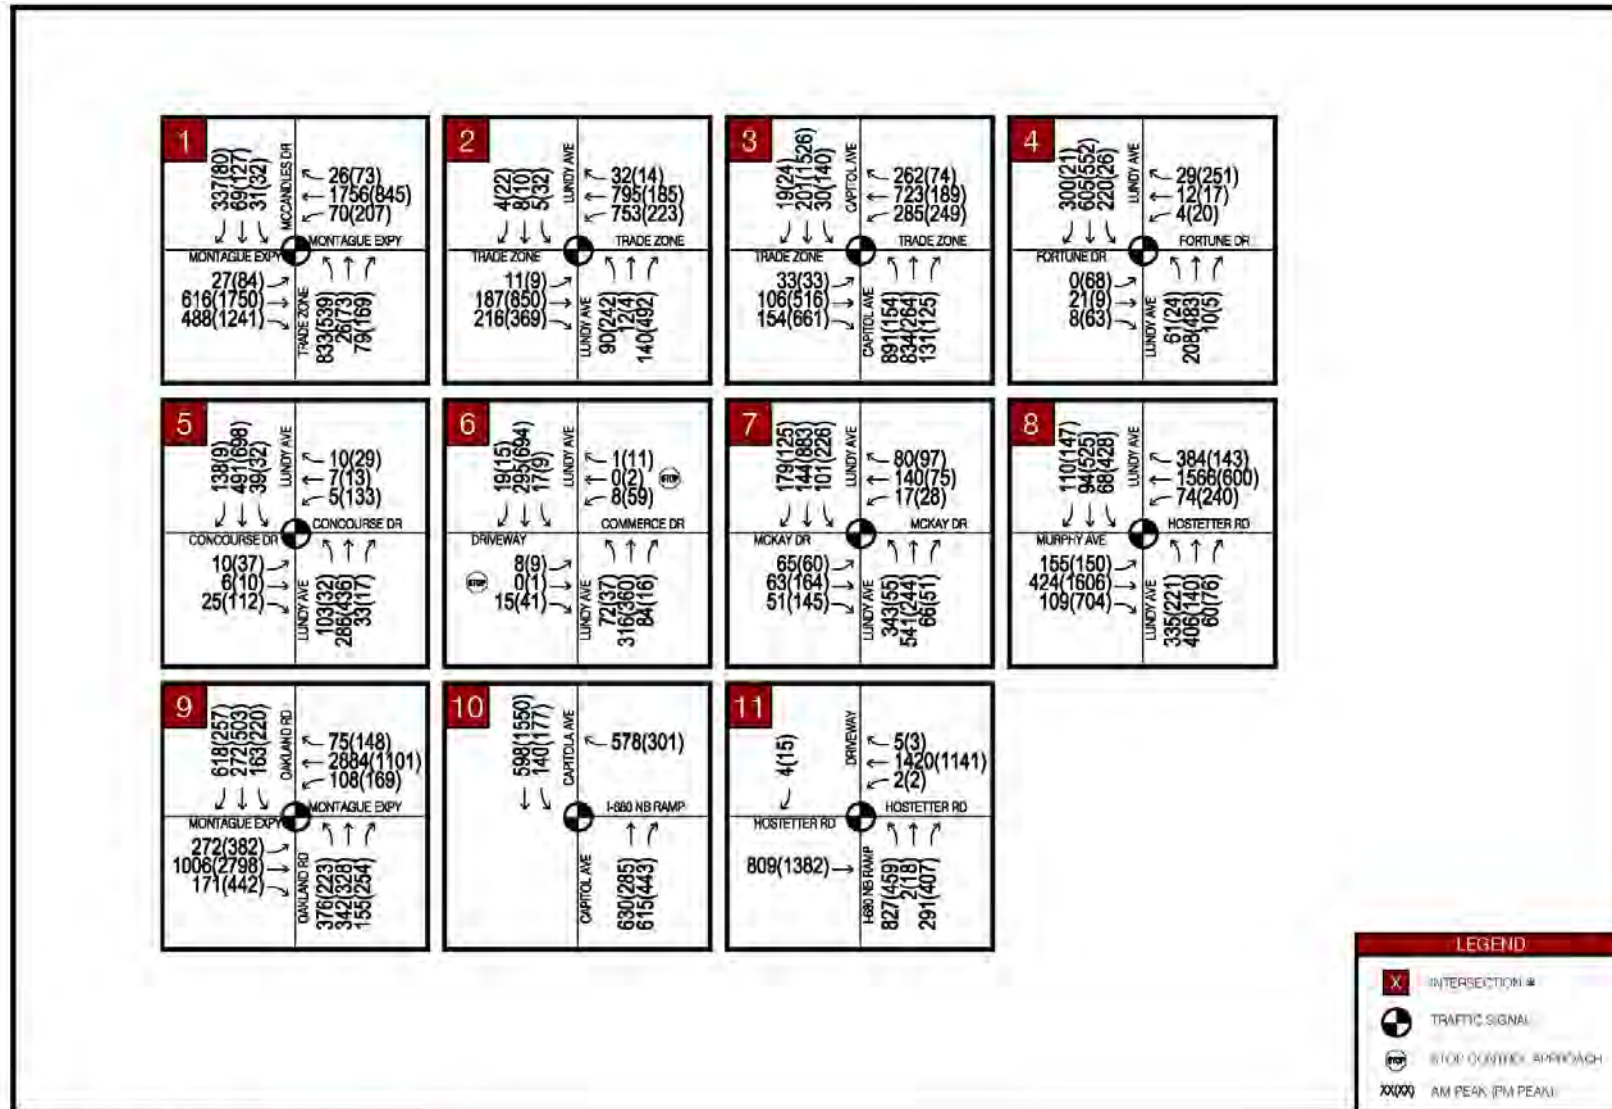 1
337(80)
69(127)
31(32)
MCCANDLES DR
26(73)
1756(845)
70(207)
MONTAGUE EXPY
MONTAGUE EXPY
27(84)
616(1750)
488(1241)
TRADE ZONE
833(539)
26(73)
79(169)
2
4(22)
8(10)
5(32)
LUNDY AVE
32(14)
795(185)
753(223)
TRADE ZONE
TRADE ZONE
11(9)
187(850)
216(369)
LUNDY AVE
90(242)
12(24)
140(492)
3
19(24)
201(1526)
30(140)
CAPITOL AVE
262(74)
723(189)
285(249)
TRADE ZONE
TRADE ZONE
33(33)
106(516)
154(661)
CAPITOL AVE
891(154)
834(264)
131(125)
4
300(21)
605(552)
220(26)
LUNDY AVE
29(251)
12(17)
4(20)
FORTUNE DR
FORTUNE DR
0(68)
21(9)
8(63)
LUNDY AVE
61(24)
208(483)
10(5)
5
138(9)
491(698)
39(32)
LUNDY AVE
10(29)
7(13)
5(133)
CONCOURSE DR
CONCOURSE DR
10(37)
6(10)
25(112)
LUNDY AVE
103(32)
286(436)
33(17)
6
19(15)
295(694)
17(9)
LUNDY AVE
1(11)
0(2) STOP
8(59)
COMMERCE DR
DRIVEWAY
8(9)
STOP 0(1)
15(41)
LUNDY AVE
72(37)
316(360)
84(16)
7
179(125)
144(883)
101(226)
LUNDY AVE
80(97)
140(75)
17(28)
MCKAY DR
MCKAY DR
65(60)
63(164)
51(145)
LUNDY AVE
343(55)
541(244)
66(51)
8
110(147)
94(525)
68(428)
LUNDY AVE
384(143)
1566(600)
74(240)
HOSTETTER RD
MURPHY AVE
155(150)
424(1606)
109(704)
LUNDY AVE
335(221)
406(140)
60(76)
9
618(257)
272(503)
163(220)
OAKLAND RD
75(148)
2884(1101)
108(169)
MONTAGUE EXPY
MONTAGUE EXPY
272(382)
1006(2798)
171(442)
OAKLAND RD
376(223)
342(328)
155(254)
10
598(1550)
140(177)
CAPITOLA AVE
578(301)
I-680 NB RAMP
CAPITOL AVE
630(285)
615(443)
11
4(15)
DRIVEWAY
5(3)
1420(1141)
2(2)
HOSTETTER RD
HOSTETTER RD
809(1382)
I-680 NB RAMP
827(459)
2(18)
291(407)
LEGEND
X INTERSECTION #
TRAFFIC SIGNAL
STOP STOP CONTROL APPROACH
XX(XX) AM PEAK (PM PEAK)